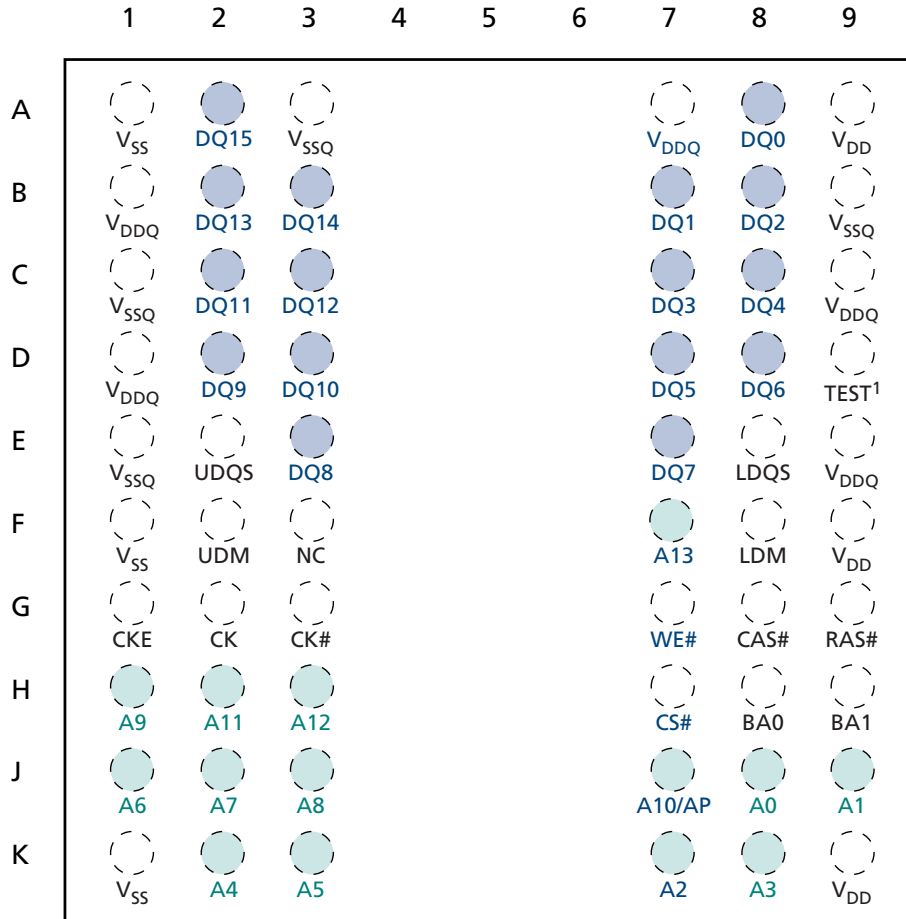 1 2 3 4 5 6 7 8 9
A
VSS DQ15 VSSQ VDDQ DQ0 VDD
B
VDDQ DQ13 DQ14 DQ1 DQ2 VSSQ
C
VSSQ DQ11 DQ12 DQ3 DQ4 VDDQ
D
VDDQ DQ9 DQ10 DQ5 DQ6 TEST1
E
VSSQ UDQS DQ8 DQ7 LDQS VDDQ
F
VSS UDM NC A13 LDM VDD
G
CKE CK CK# WE# CAS# RAS#
H
A9 A11 A12 CS# BA0 BA1
J
A6 A7 A8 A10/AP A0 A1
K
VSS A4 A5 A2 A3 VDD